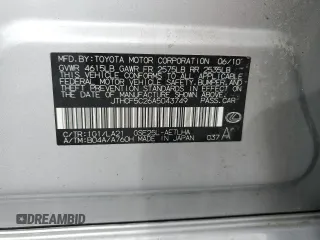 MFD. BY: TOYOTA MOTOR CORPORATION 06/10
GVWR 4615LB GAWR FR 2575LB RR 2535LB
THIS VEHICLE CONFORMS TO ALL APPLICABLE
FEDERAL MOTOR VEHICLE SAFETY, BUMPER, AND
THEFT PREVENTION STANDARDS IN EFFECT ON
THE DATE OF MANUFACTURE SHOWN ABOVE.
JTHCF5C26A5043749 PASS. CAR
C/TR:1G1/LA21 GSE25L-AETLHA
A/TM:B04A/A760H MADE IN JAPAN 037 A